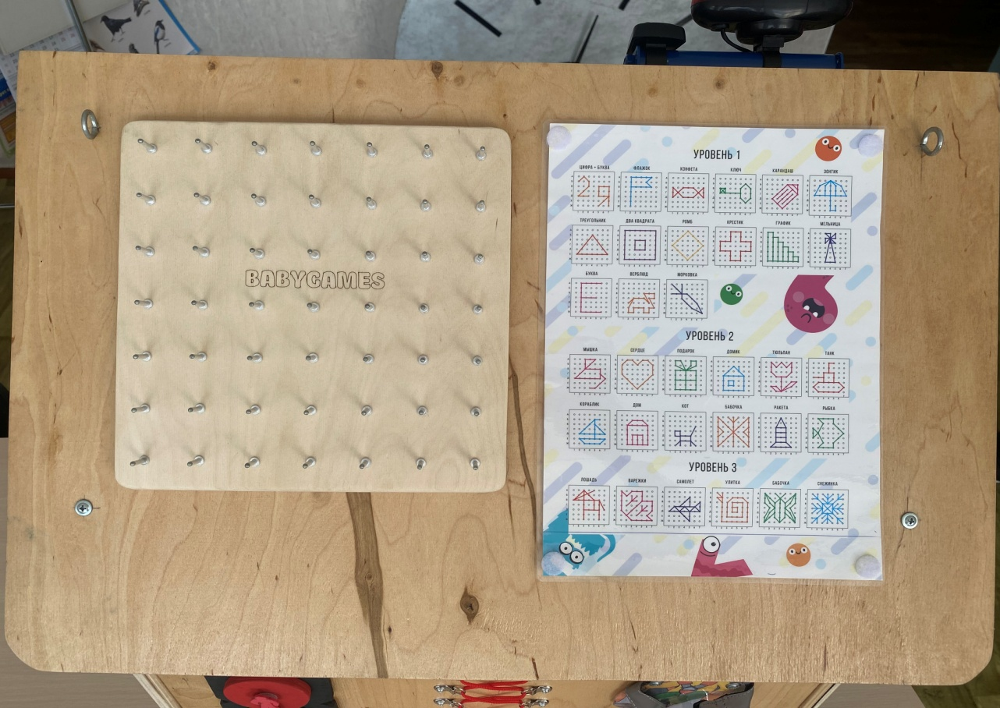 BABYGAMES
УРОВЕНЬ 1
ЦИФРА + БУКВА ФЛАЖОК КОНФЕТА КЛЮЧ КАРАНДАШ ЗОНТИК
ТРЕУГОЛЬНИК ДВА КВАДРАТА РОМБ КРЕСТИК ГРАФИК МЕЛЬНИЦА
БУКВА ВЕРБЛЮД МОРКОВКА
УРОВЕНЬ 2
МЫШКА СЕРДЦЕ ПОДАРОК ДОМИК ТЮЛЬПАН ТАНК
КОРАБЛИК ДОМ КОТ БАБОЧКА РАКЕТА РЫБКА
УРОВЕНЬ 3
ЛОШАДЬ ВАРЕЖКИ САМОЛЕТ УЛИТКА БАБОЧКА СНЕЖИНКА